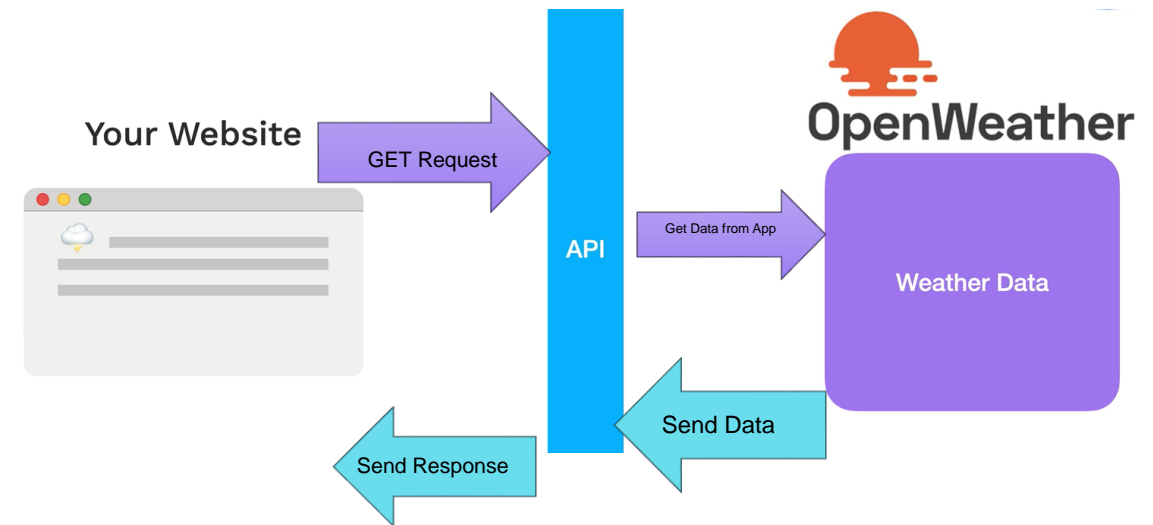 OpenWeather
Your Website
GET Request
Get Data from App
API
Weather Data
Send Data
Send Response